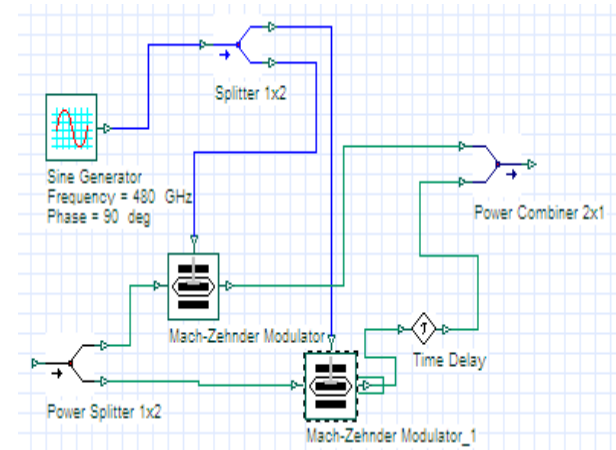 Splitter 1x2
Sine Generator
Frequency = 480 GHz
Phase = 90 deg
Power Combiner 2x1
Mach-Zehnder Modulator
Time Delay
Power Splitter 1x2
Mach-Zehnder Modulator_1